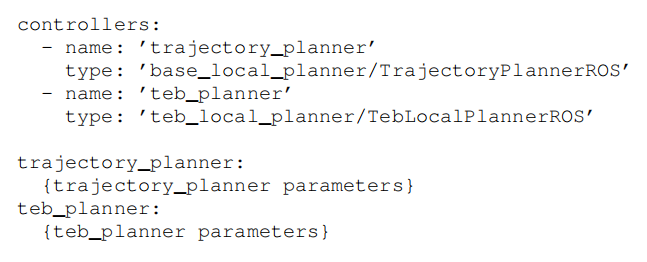 controllers:
  - name: ’trajectory_planner’
    type: ’base_local_planner/TrajectoryPlannerROS’
  - name: ’teb_planner’
    type: ’teb_local_planner/TebLocalPlannerROS’

trajectory_planner:
  {trajectory_planner parameters}
teb_planner:
  {teb_planner parameters}